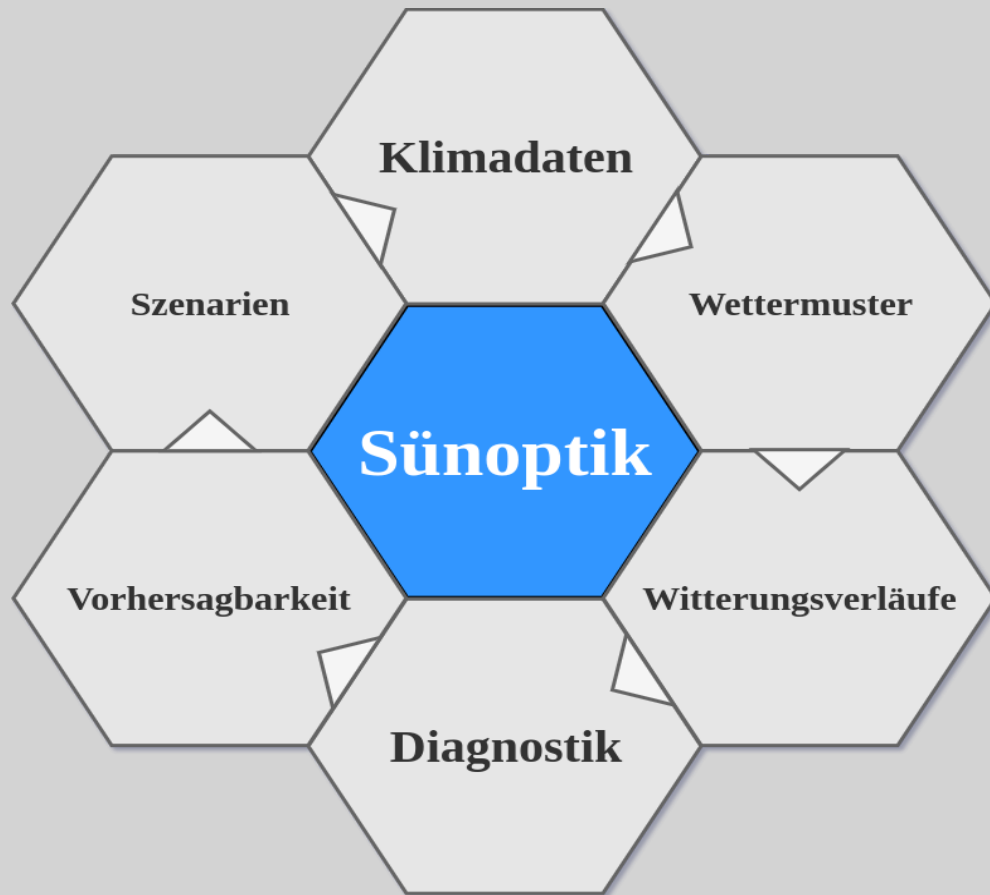 Klimadaten
Szenarien
Wettermuster
Sünoptik
Vorhersagbarkeit
Witterungsverläufe
Diagnostik